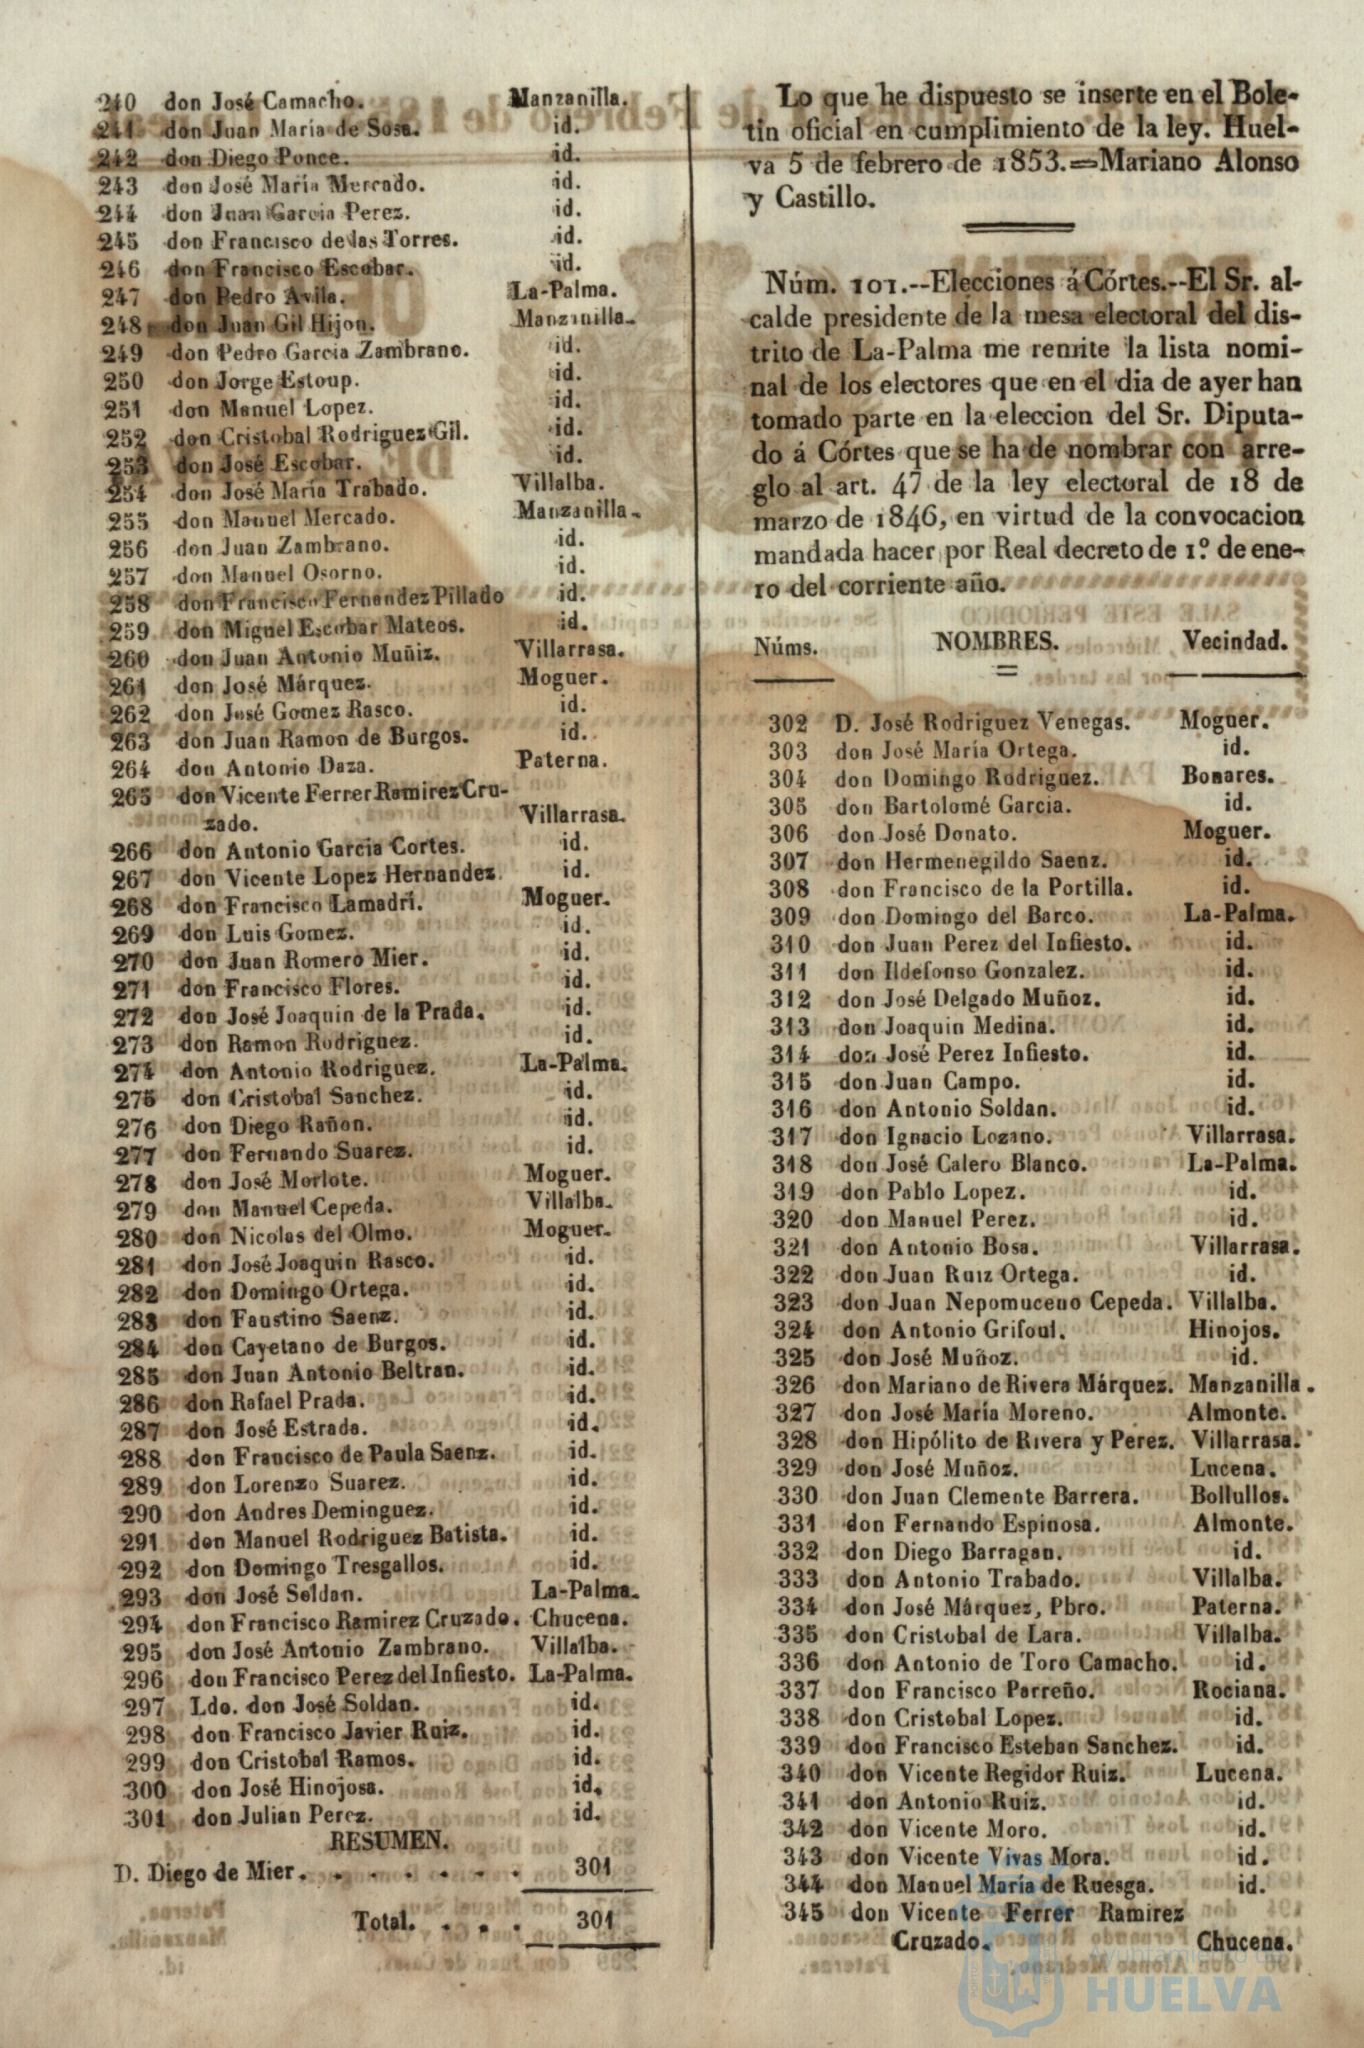 240 don José Camacho. Manzanilla.
241 don Juan María de Sosa. id.
242 don Diego Ponce. id.
243 don José María Mercado. id.
244 don Juan Garcia Perez. id.
245 don Francisco de las Torres. id.
246 don Francisco Escobar. id.
247 don Pedro Avila. La-Palma.
248 don Juan Gil Hijon. Manzanilla.
249 don Pedro Garcia Zambrano. id.
250 don Jorge Estoup. id.
251 don Manuel Lopez. id.
252 don Cristobal Rodriguez Gil. id.
253 don José Escobar. id.
254 don José María Trabado. Villalba.
255 don Manuel Mercado. Manzanilla.
256 don Juan Zambrano. id.
257 don Manuel Osorno. id.
258 don Francisco Fernandez Pillado id.
259 don Miguel Escobar Mateos. id.
260 don Juan Antonio Muñiz. Villarrasa.
261 don José Márquez. Moguer.
262 don José Gomez Rasco. id.
263 don Juan Ramon de Burgos. id.
264 don Antonio Daza. Paterna.
265 don Vicente Ferrer Ramirez Cru-
zado. Villarrasa.
266 don Antonio Garcia Cortes. id.
267 don Vicente Lopez Hernandez. id.
268 don Francisco Lamadri. Moguer.
269 don Luis Gomez. id.
270 don Juan Romero Mier. id.
271 don Francisco Flores. id.
272 don José Joaquin de la Prada. id.
273 don Ramon Rodriguez. id.
274 don Antonio Rodriguez. La-Palma.
275 don Cristobal Sanchez. id.
276 don Diego Rañon. id.
277 don Fernando Suarez. id.
278 don José Morlote. Moguer.
279 don Manuel Cepeda. Villalba.
280 don Nicolas del Olmo. Moguer.
281 don José Joaquin Rasco. id.
282 don Domingo Ortega. id.
283 don Faustino Saenz. id.
284 don Cayetano de Burgos. id.
285 don Juan Antonio Beltran. id.
286 don Rafael Prada. id.
287 don José Estrada. id.
288 don Francisco de Paula Saenz. id.
289 don Lorenzo Suarez. id.
290 don Andres Deminguez. id.
291 don Manuel Rodriguez Batista. id.
292 don Domingo Tresgallos. id.
293 don José Soldan. La-Palma.
294 don Francisco Ramirez Cruzado. Chucena.
295 don José Antonio Zambrano. Villalba.
296 don Francisco Perez del Infiesto. La-Palma.
297 Ldo. don José Soldan. id.
298 don Francisco Javier Ruiz. id.
299 don Cristobal Ramos. id.
300 don José Hinojosa. id.
301 don Julian Perez. id.
RESUMEN.
D. Diego de Mier. . . . . . . . 301
Total. . . . 301
Lo que he dispuesto se inserte en el Bole-
tin oficial en cumplimiento de la ley. Huel-
va 5 de febrero de 1853.=Mariano Alonso
y Castillo.
Núm. 101.--Elecciones á Córtes.--El Sr. al-
calde presidente de la mesa electoral del dis-
trito de La-Palma me remite la lista nomi-
nal de los electores que en el dia de ayer han
tomado parte en la eleccion del Sr. Diputa-
do á Córtes que se ha de nombrar con arre-
glo al art. 47 de la ley electoral de 18 de
marzo de 1846, en virtud de la convocacion
mandada hacer por Real decreto de 1.º de ene-
ro del corriente año.
Núms. NOMBRES. Vecindad.
302 D. José Rodriguez Venegas. Moguer.
303 don José María Ortega. id.
304 don Domingo Rodriguez. Bonares.
305 don Bartolomé Garcia. id.
306 don José Donato. Moguer.
307 don Hermenegildo Saenz. id.
308 don Francisco de la Portilla. id.
309 don Domingo del Barco. La-Palma.
310 don Juan Perez del Infiesto. id.
311 don Ildefonso Gonzalez. id.
312 don José Delgado Muñoz. id.
313 don Joaquin Medina. id.
314 don José Perez Infiesto. id.
315 don Juan Campo. id.
316 don Antonio Soldan. id.
317 don Ignacio Lozano. Villarrasa.
318 don José Calero Blanco. La-Palma.
319 don Pablo Lopez. id.
320 don Manuel Perez. id.
321 don Antonio Bosa. Villarrasa.
322 don Juan Ruiz Ortega. id.
323 don Juan Nepomuceno Cepeda. Villalba.
324 don Antonio Grifoul. Hinojos.
325 don José Muñoz. id.
326 don Mariano de Rivera Márquez. Manzanilla.
327 don José María Moreno. Almonte.
328 don Hipólito de Rivera y Perez. Villarrasa.
329 don José Muñoz. Lucena.
330 don Juan Clemente Barrera. Bollullos.
331 don Fernando Espinosa. Almonte.
332 don Diego Barragan. id.
333 don Antonio Trabado. Villalba.
334 don José Márquez, Pbro. Paterna.
335 don Cristobal de Lara. Villalba.
336 don Antonio de Toro Camacho. id.
337 don Francisco Parreño. Rociana.
338 don Cristobal Lopez. id.
339 don Francisco Esteban Sanchez. id.
340 don Vicente Regidor Ruiz. Lucena.
341 don Antonio Ruiz. id.
342 don Vicente Moro. id.
343 don Vicente Vivas Mora. id.
344 don Manuel María de Ruesga. id.
345 don Vicente Ferrer Ramirez
Cruzado. Chucena.
Ayuntamiento de
HUELVA